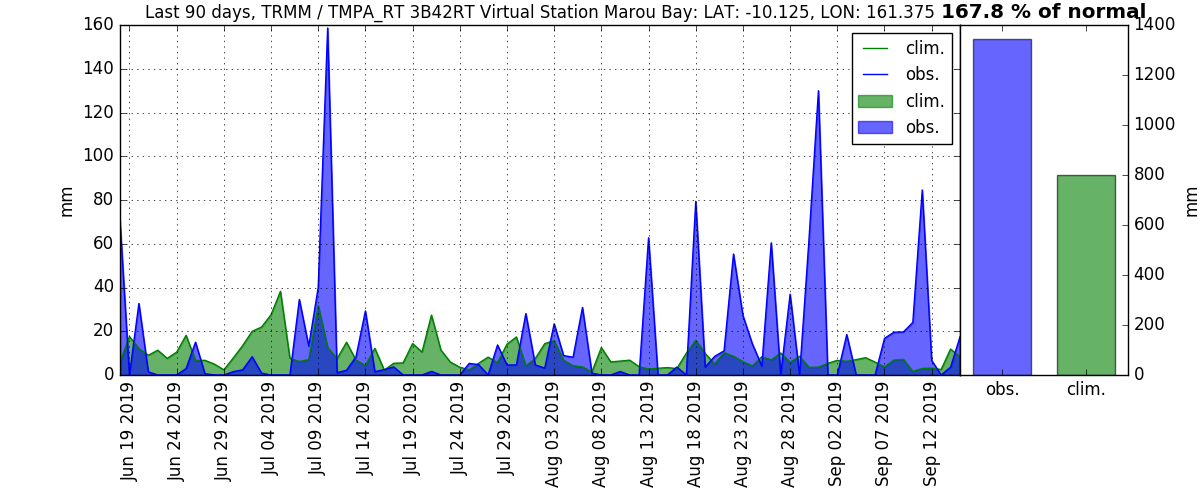 Last 90 days, TRMM / TMPA_RT 3B42RT Virtual Station Marou Bay: LAT: -10.125, LON: 161.375 167.8 % of normal
160
140
120
100
80
60
40
20
0
mm
clim.
obs.
clim.
obs.
Jun 19 2019
Jun 24 2019
Jun 29 2019
Jul 04 2019
Jul 09 2019
Jul 14 2019
Jul 19 2019
Jul 24 2019
Jul 29 2019
Aug 03 2019
Aug 08 2019
Aug 13 2019
Aug 18 2019
Aug 23 2019
Aug 28 2019
Sep 02 2019
Sep 07 2019
Sep 12 2019
1400
1200
1000
800
600
400
200
0
mm
obs. clim.